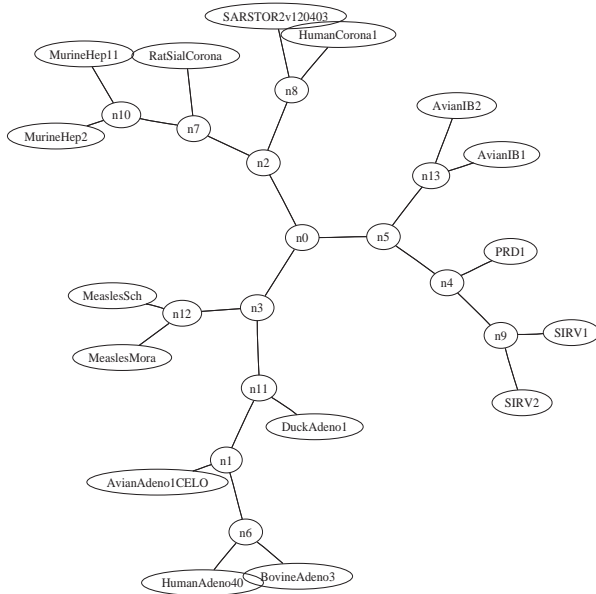 SARSTOR2v120403
HumanCorona1
MurineHep11
RatSialCorona
n8
AvianIB2
n10
n7
MurineHep2
AvianIB1
n2
n13
n0
n5
PRD1
n4
MeaslesSch
n3
n12
n9
SIRV1
MeaslesMora
n11
SIRV2
DuckAdeno1
n1
AvianAdeno1CELO
n6
HumanAdeno40
BovineAdeno3